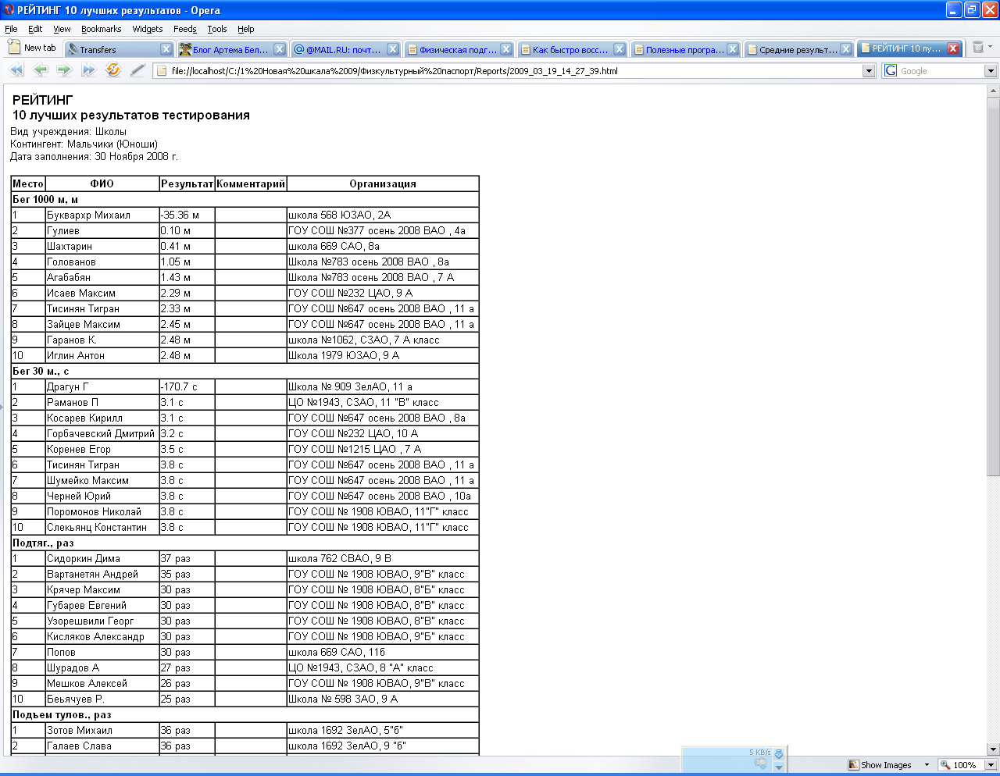 РЕЙТИНГ 10 лучших результатов - Opera
File Edit View Bookmarks Widgets Feeds Tools Help
New tab Transfers Блог Артема Бел... @MAIL.RU: почт... Физическая подг... Как быстро восс... Полезные програ... Средние результ... РЕЙТИНГ 10 лу...
file://localhost/C:/1%20Новая%20шкала%202009/Физкультурный%20паспорт/Reports/2009_03_19_14_27_39.html Google
РЕЙТИНГ
10 лучших результатов тестирования
Вид учреждения: Школы
Контингент: Мальчики (Юноши)
Дата заполнения: 30 Ноября 2008 г.
Место ФИО Результат Комментарий Организация
Бег 1000 м, м
1 Буквархр Михаил -35.36 м школа 568 ЮЗАО, 2А
2 Гулиев 0.10 м ГОУ СОШ №377 осень 2008 ВАО , 4а
3 Шахтарин 0.41 м школа 669 САО, 8а
4 Голованов 1.05 м Школа №783 осень 2008 ВАО , 8а
5 Агабабян 1.43 м Школа №783 осень 2008 ВАО , 7 А
6 Исаев Максим 2.29 м ГОУ СОШ №232 ЦАО, 9 А
7 Тисинян Тигран 2.33 м ГОУ СОШ №647 осень 2008 ВАО , 11 а
8 Зайцев Максим 2.45 м ГОУ СОШ №647 осень 2008 ВАО , 11 а
9 Гаранов К. 2.48 м школа №1062, СЗАО, 7 А класс
10 Иглин Антон 2.48 м Школа 1979 ЮЗАО, 9 А
Бег 30 м., с
1 Драгун Г -170.7 с Школа № 909 ЗелАО, 11 а
2 Раманов П 3.1 с ЦО №1943, СЗАО, 11 "В" класс
3 Косарев Кирилл 3.1 с ГОУ СОШ №647 осень 2008 ВАО , 8а
4 Горбачевский Дмитрий 3.2 с ГОУ СОШ №232 ЦАО, 10 А
5 Коренев Егор 3.5 с ГОУ СОШ №1215 ЦАО , 7 А
6 Тисинян Тигран 3.8 с ГОУ СОШ №647 осень 2008 ВАО , 11 а
7 Шумейко Максим 3.8 с ГОУ СОШ №647 осень 2008 ВАО , 11 а
8 Черней Юрий 3.8 с ГОУ СОШ №647 осень 2008 ВАО , 10а
9 Поромонов Николай 3.8 с ГОУ СОШ № 1908 ЮВАО, 11"Г" класс
10 Слекьянц Константин 3.8 с ГОУ СОШ № 1908 ЮВАО, 11"Г" класс
Подтяг., раз
1 Сидоркин Дима 37 раз школа 762 СВАО, 9 В
2 Вартанетян Андрей 35 раз ГОУ СОШ № 1908 ЮВАО, 9"В" класс
3 Крячер Максим 30 раз ГОУ СОШ № 1908 ЮВАО, 8"Б" класс
4 Губарев Евгений 30 раз ГОУ СОШ № 1908 ЮВАО, 8"В" класс
5 Узорешвили Георг 30 раз ГОУ СОШ № 1908 ЮВАО, 8"В" класс
6 Кисляков Александр 30 раз ГОУ СОШ № 1908 ЮВАО, 9"Б" класс
7 Попов 30 раз школа 669 САО, 11б
8 Шурадов А 27 раз ЦО №1943, СЗАО, 8 "А" класс
9 Мешков Алексей 26 раз ГОУ СОШ № 1908 ЮВАО, 9"В" класс
10 Беьячуев Р. 25 раз Школа № 598 ЗАО, 9 А
Подъем тулов., раз
1 Зотов Михаил 36 раз школа 1692 ЗелАО, 5"б"
2 Галаев Слава 36 раз школа 1692 ЗелАО, 9 "б"
5 KB/s
Show Images 100%